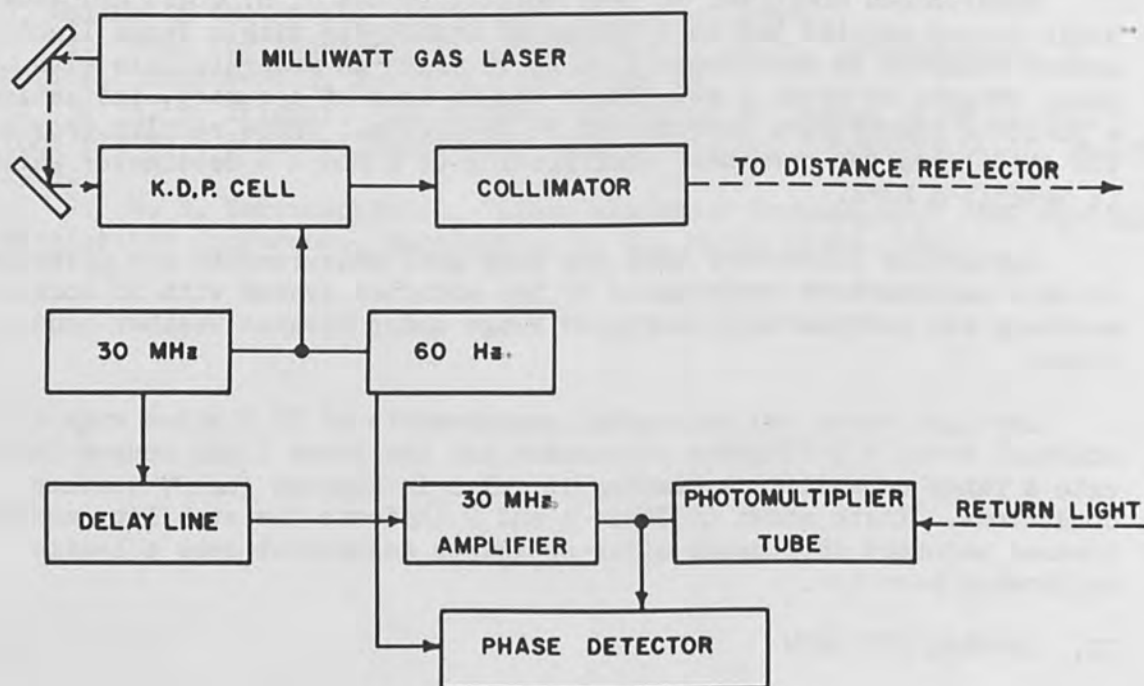 MILLIWATT GAS LASER
K.D.P. CELL
COLLIMATOR
TO DISTANCE REFLECTOR
30 MHz
60 Hz.
DELAY LINE
30 MHz
AMPLIFIER
PHOTOMULTIPLIER
TUBE
RETURN LIGHT
PHASE DETECTOR